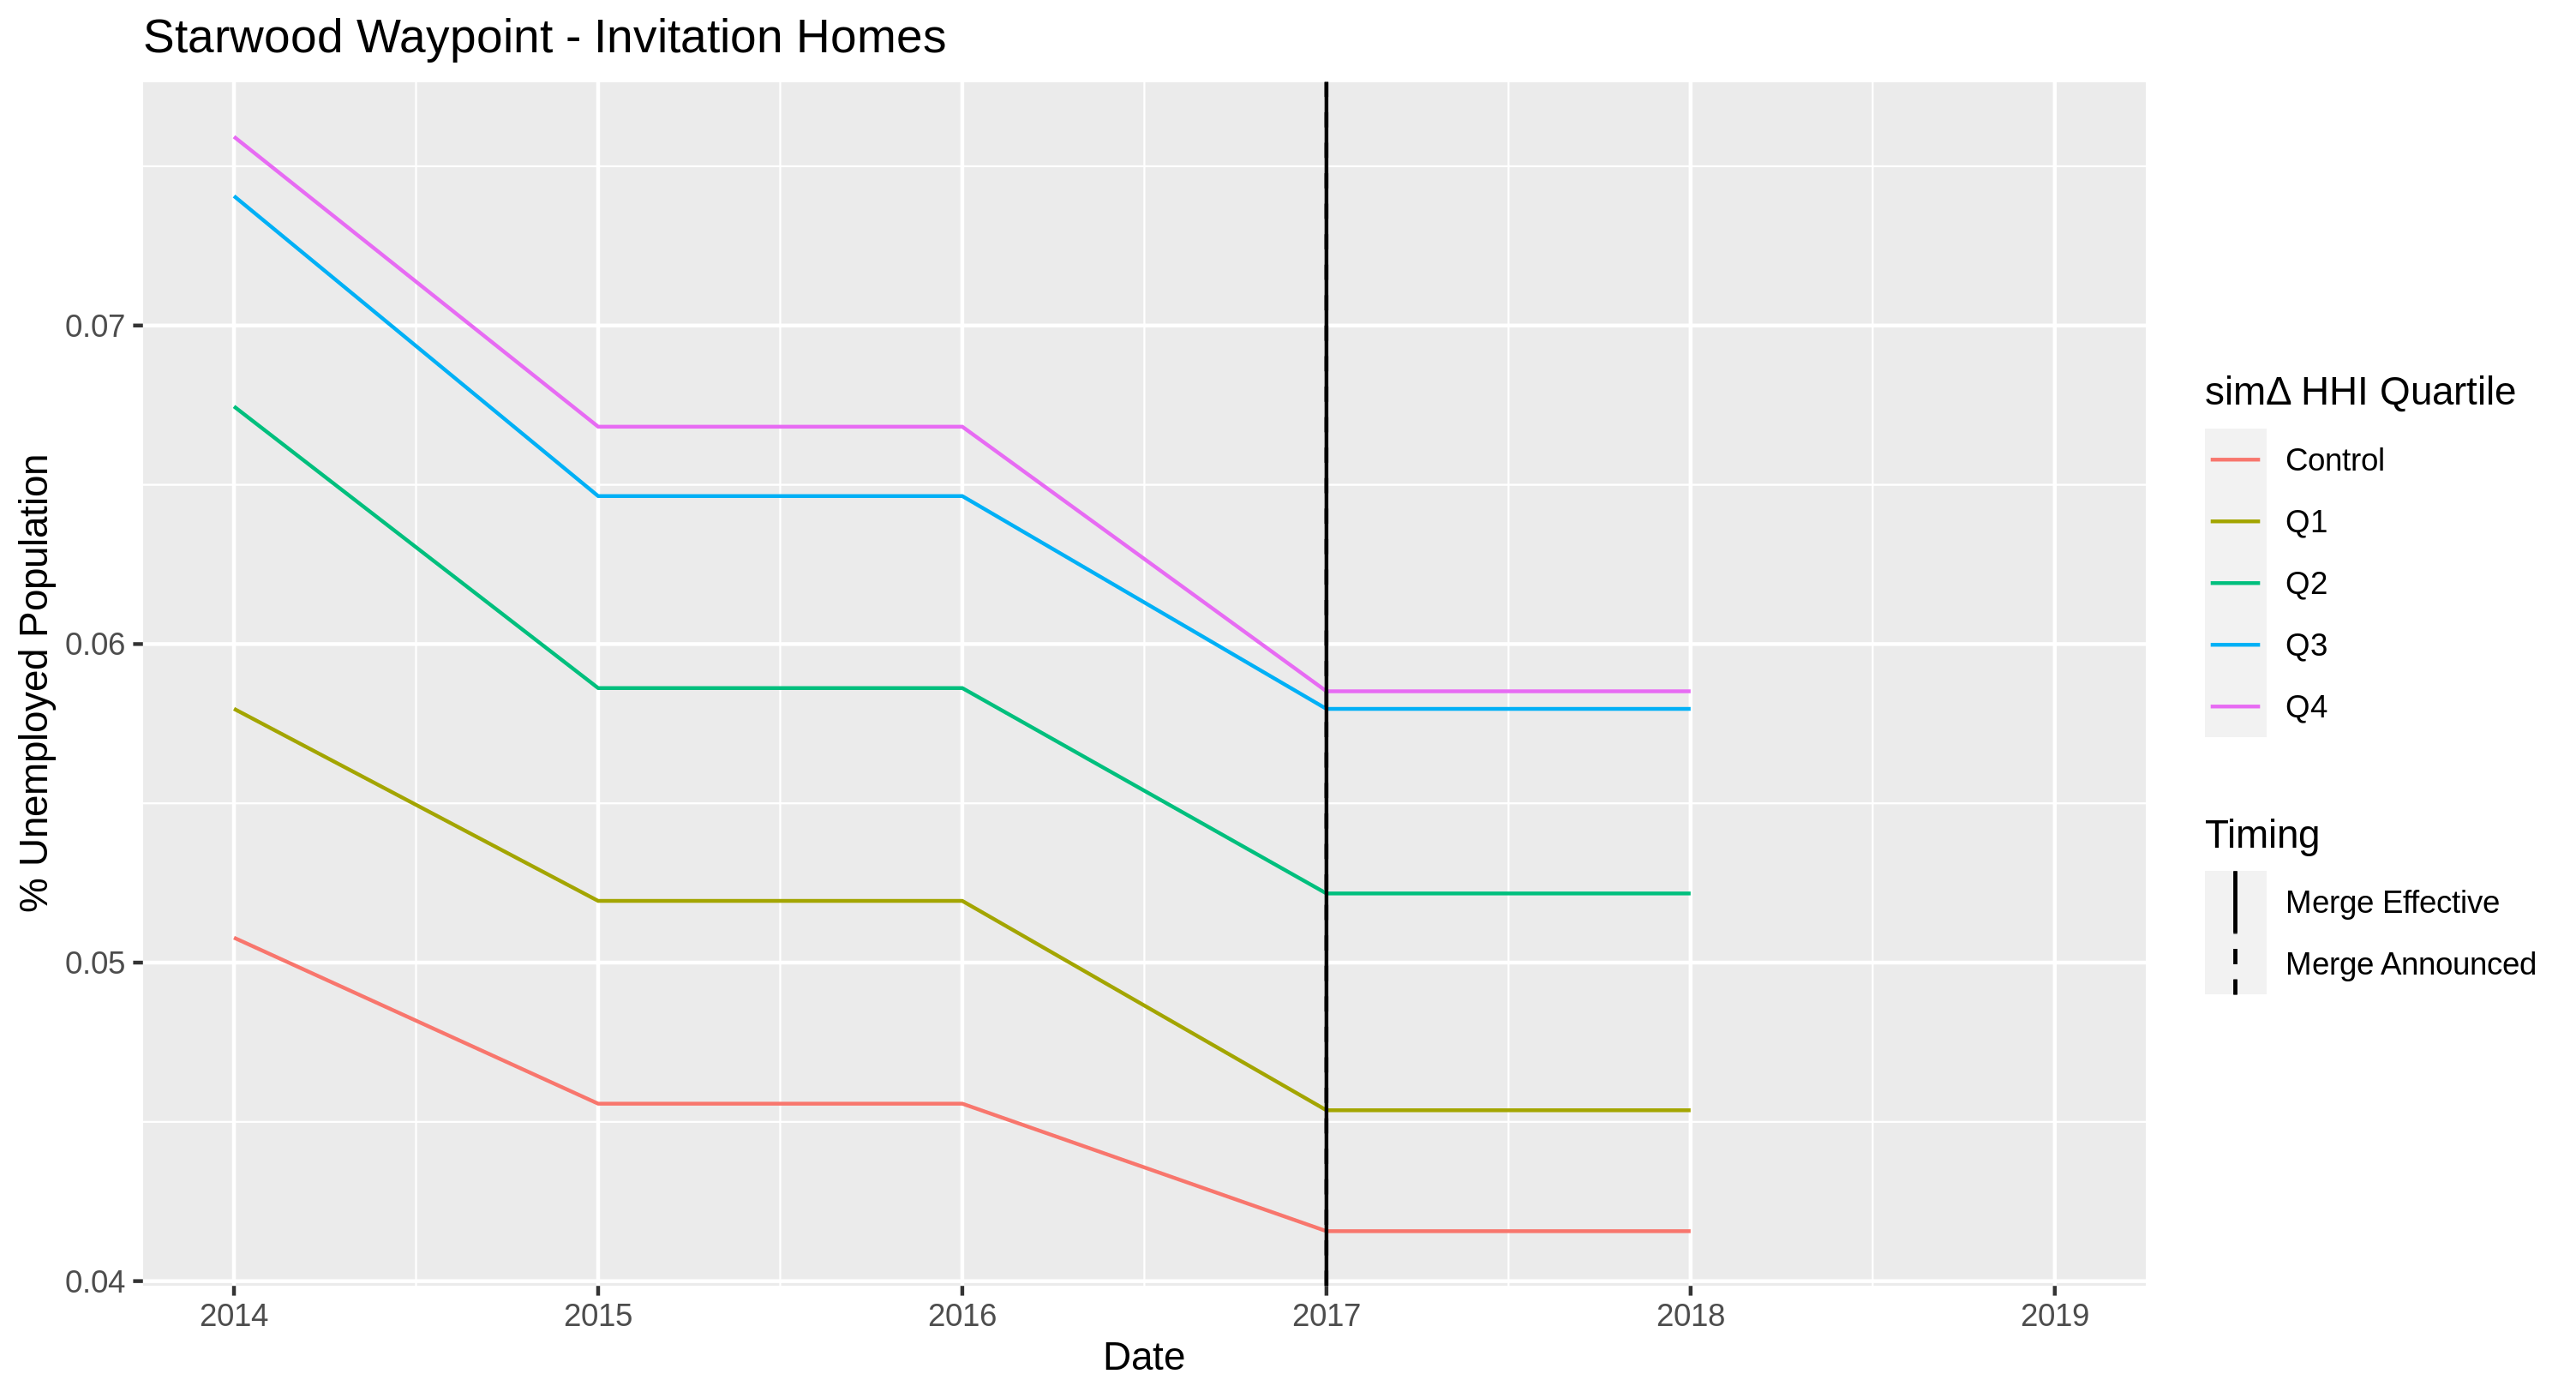 Starwood Waypoint - Invitation Homes
% Unemployed Population
0.07
0.06
0.05
0.04
2014
2015
2016
2017
2018
2019
Date
simΔ HHI Quartile
Control
Q1
Q2
Q3
Q4
Timing
Merge Effective
Merge Announced